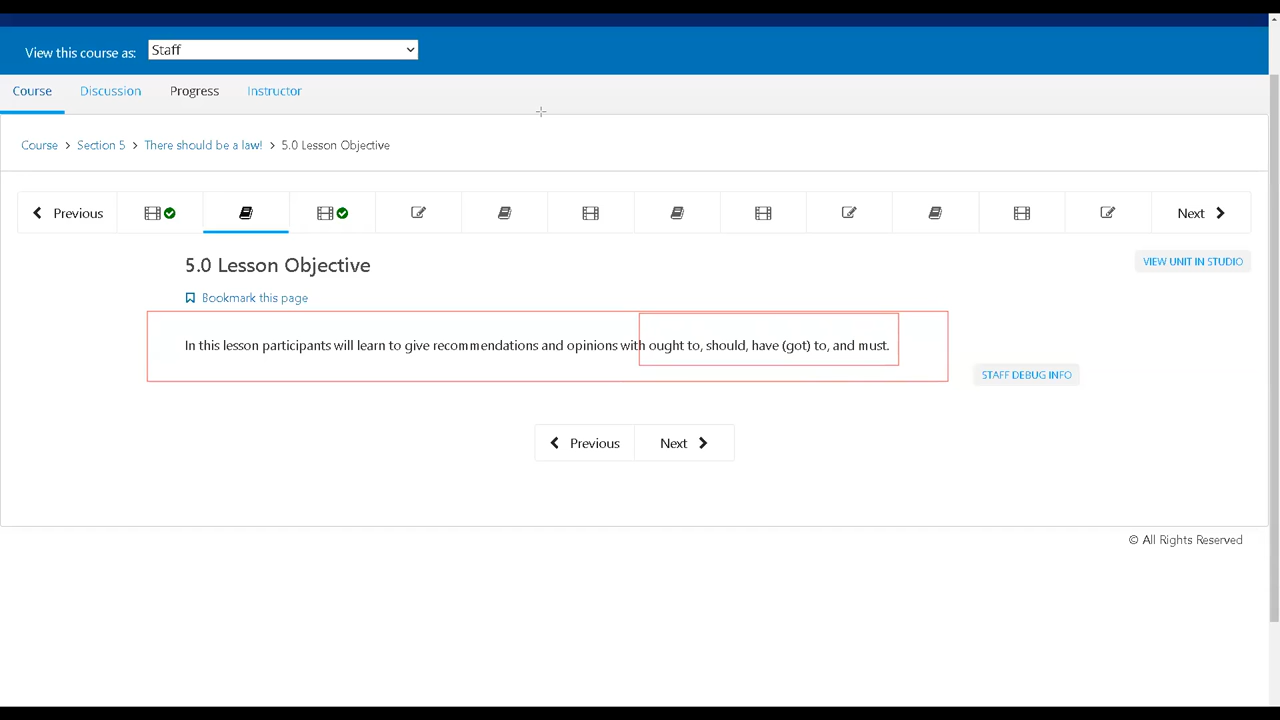 View this course as: Staff
Course Discussion Progress Instructor
Course > Section 5 > There should be a law! > 5.0 Lesson Objective
Previous Next
5.0 Lesson Objective
VIEW UNIT IN STUDIO
Bookmark this page
In this lesson participants will learn to give recommendations and opinions with ought to, should, have (got) to, and must.
STAFF DEBUG INFO
Previous Next
© All Rights Reserved